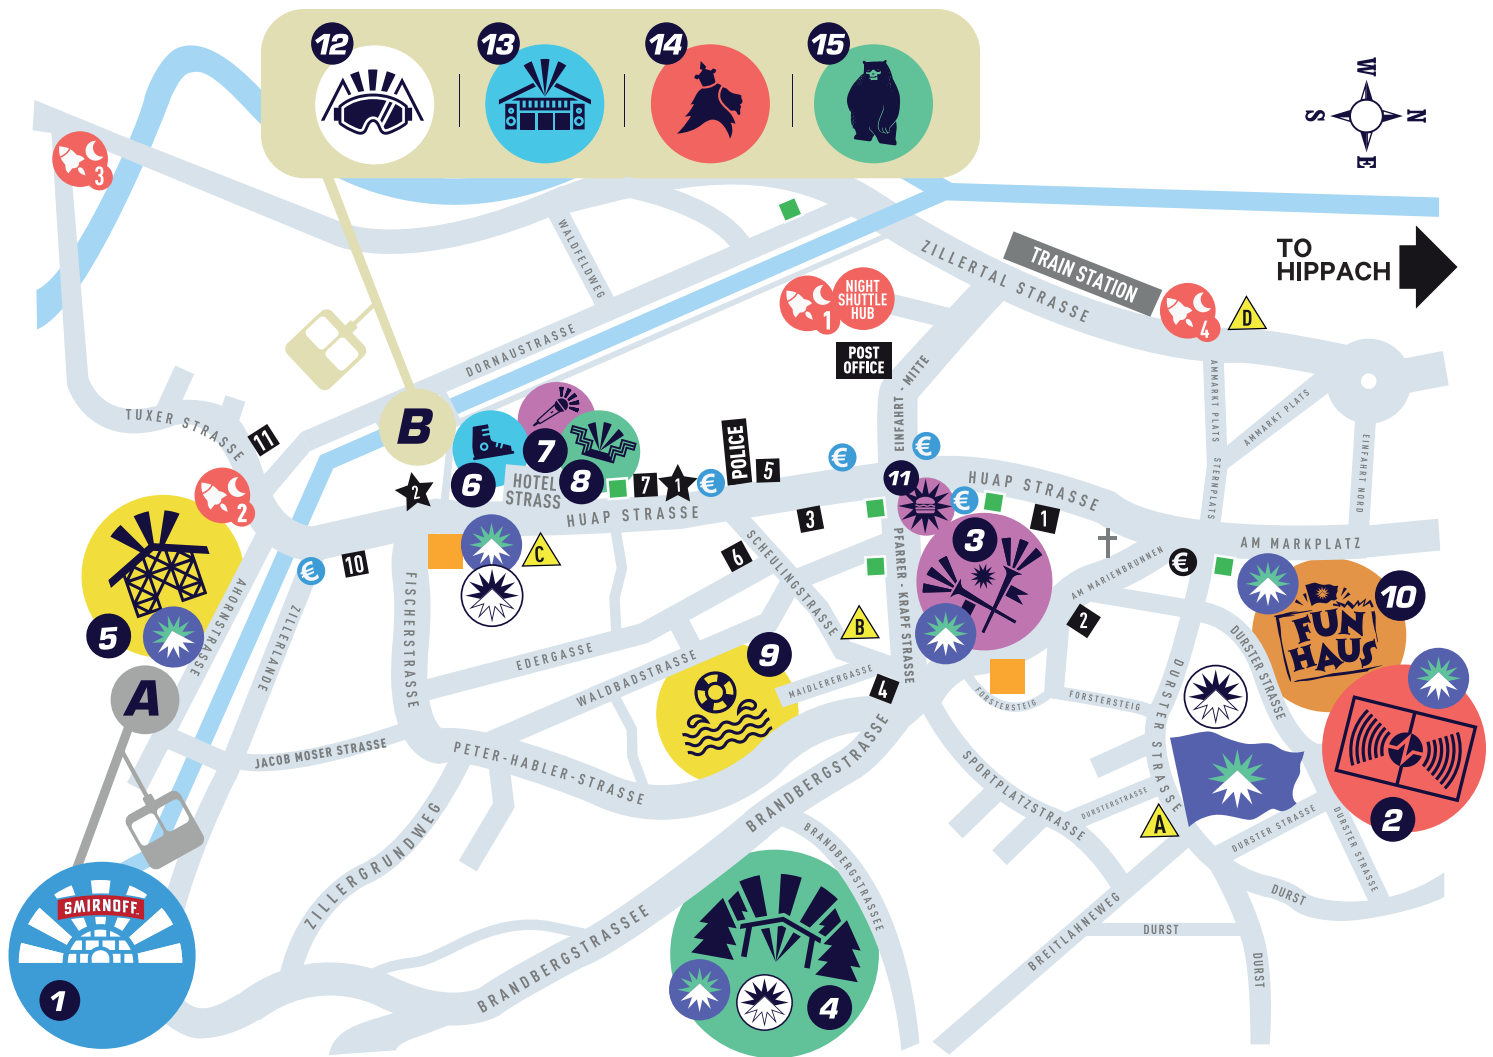 12
13
14
15
W
N
S
E
3
TO
HIPPACH
ZILLERTAL STRASSE
TRAIN STATION
WALDFELDWEG
DORNAUSTRASSE
1
NIGHT
SHUTTLE
HUB
4
D
POST
OFFICE
EINFAHRT - MITTE
AMMARKT PLATS
STERNPLATS
AMMARKT PLATS
EINFAHRT NORD
TUXER STRASSE
11
B
2
6
7
8
HOTEL
STRASS
2
7
1
€
POLICE
5
€
€
11
€
HUAP STRASSE
HUAP STRASSE
1
3
6
3
C
10
€
€
AM MARKPLATZ
AM MARIENBRUNNEN
2
SCHEULINGSTRASSE
B
PFARRER - KRAPF STRASSE
FISCHERSTRASSE
AHORNSTRASSE
ZILLERLANDE
5
A
EDERGASSE
WALDBADSTRASSE
9
MAIDLERERGASSE
4
FORSTERSTEIG
FORSTERSTEIG
DURSTER STRASSE
DURSTER STRASSE
FUN
HAUS
10
2
JACOB MOSER STRASSE
PETER-HABLER-STRASSE
BRANDBERGSTRASSE
SPORTPLATZSTRASSE
DURSTERSTRASSE
A
DURSTER STRASSE
DURSTER STRASSE
ZILLERGRUNDWEG
BRANDBERGSTRASSEE
BRANDBERGSTRASSEE
BREITLAHNEWEG
DURST
DURST
DURST
SMIRNOFF
1
4